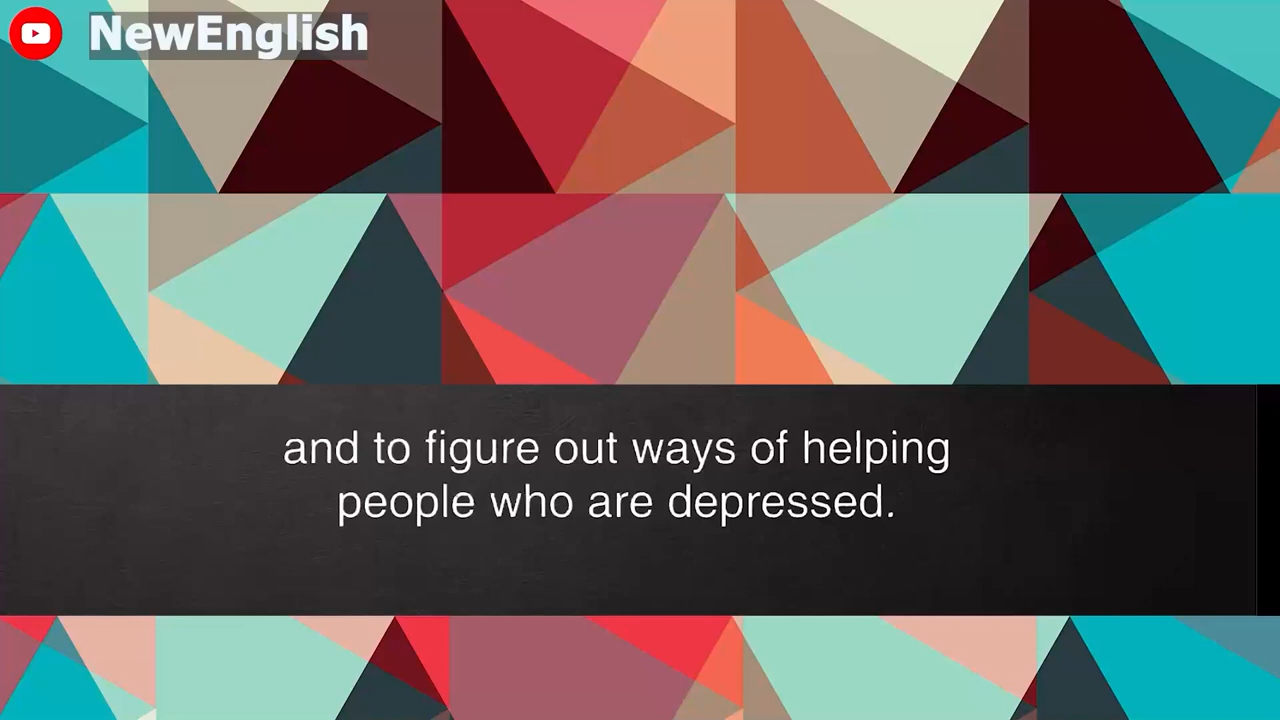 NewEnglish
and to figure out ways of helping
people who are depressed.